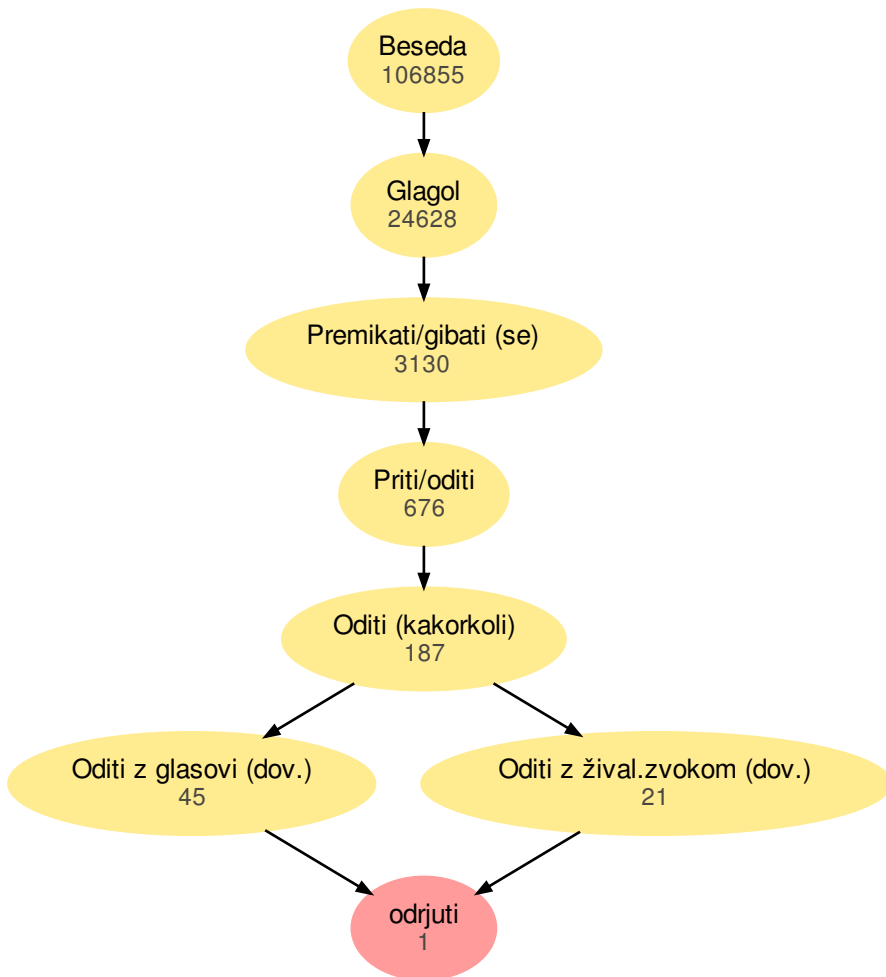 Beseda
106855
Glagol
24628
Premikati/gibati (se)
3130
Priti/oditi
676
Oditi (kakorkoli)
187
Oditi z glasovi (dov.)
45
Oditi z žival.zvokom (dov.)
21
odrjuti
1